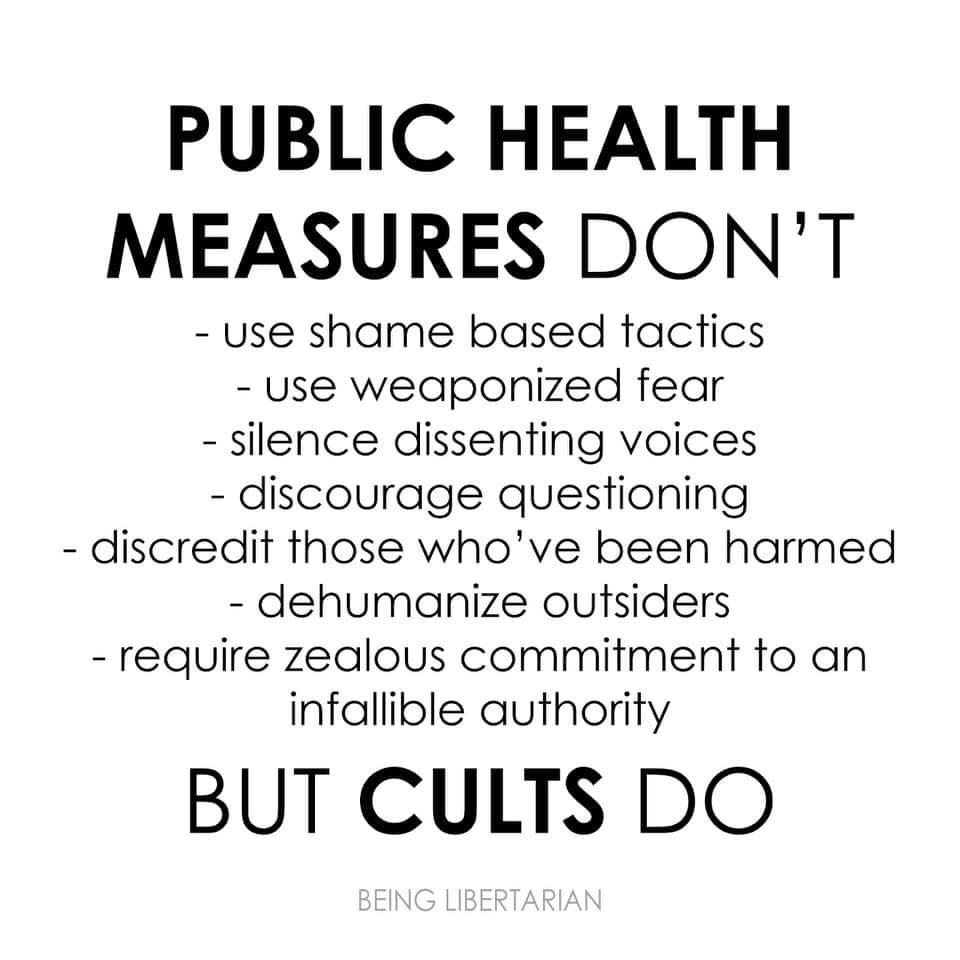 PUBLIC HEALTH
MEASURES DON'T
- use shame based tactics
- use weaponized fear
- silence dissenting voices
- discourage questioning
- discredit those who've been harmed
- dehumanize outsiders
- require zealous commitment to an
infallible authority
BUT CULTS DO
BEING LIBERTARIAN